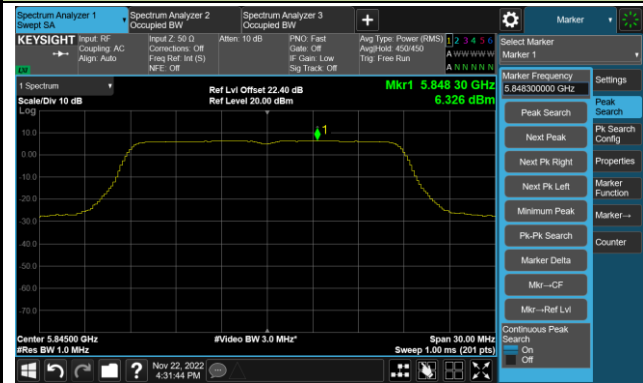 Spectrum Analyzer 1
Swept SA
Spectrum Analyzer 2
Occupied BW
Spectrum Analyzer 3
Occupied BW
Marker
KEYSIGHT
Input: RF
Coupling: AC
Align: Auto
Input Z: 50 Ω
Corrections: Off
Freq Ref: Int (S)
NFE: Off
Atten: 10 dB
PNO: Fast
Gate: Off
IF Gain: Low
Sig Track: Off
Avg Type: Power (RMS)
Avg|Hold: 450/450
Trig: Free Run
1 2 3 4 5 6
A W W W W W
A N N N N N
Select Marker
Marker 1
1 Spectrum
Scale/Div 10 dB
Ref Lvl Offset 22.40 dB
Ref Level 20.00 dBm
Mkr1 5.848 30 GHz
6.326 dBm
Log
10.0
0.00
-10.0
-20.0
-30.0
-40.0
-50.0
-60.0
-70.0
1
Center 5.84500 GHz
#Res BW 1.0 MHz
#Video BW 3.0 MHz*
Span 30.00 MHz
Sweep 1.00 ms (201 pts)
Marker Frequency
5.848300000 GHz
Peak Search
Next Peak
Next Pk Right
Next Pk Left
Minimum Peak
Pk-Pk Search
Marker Delta
Mkr→CF
Mkr→Ref Lvl
Continuous Peak
Search
On
Off
Settings
Peak
Search
Pk Search
Config
Properties
Marker
Function
Marker→
Counter
Nov 22, 2022
4:31:44 PM